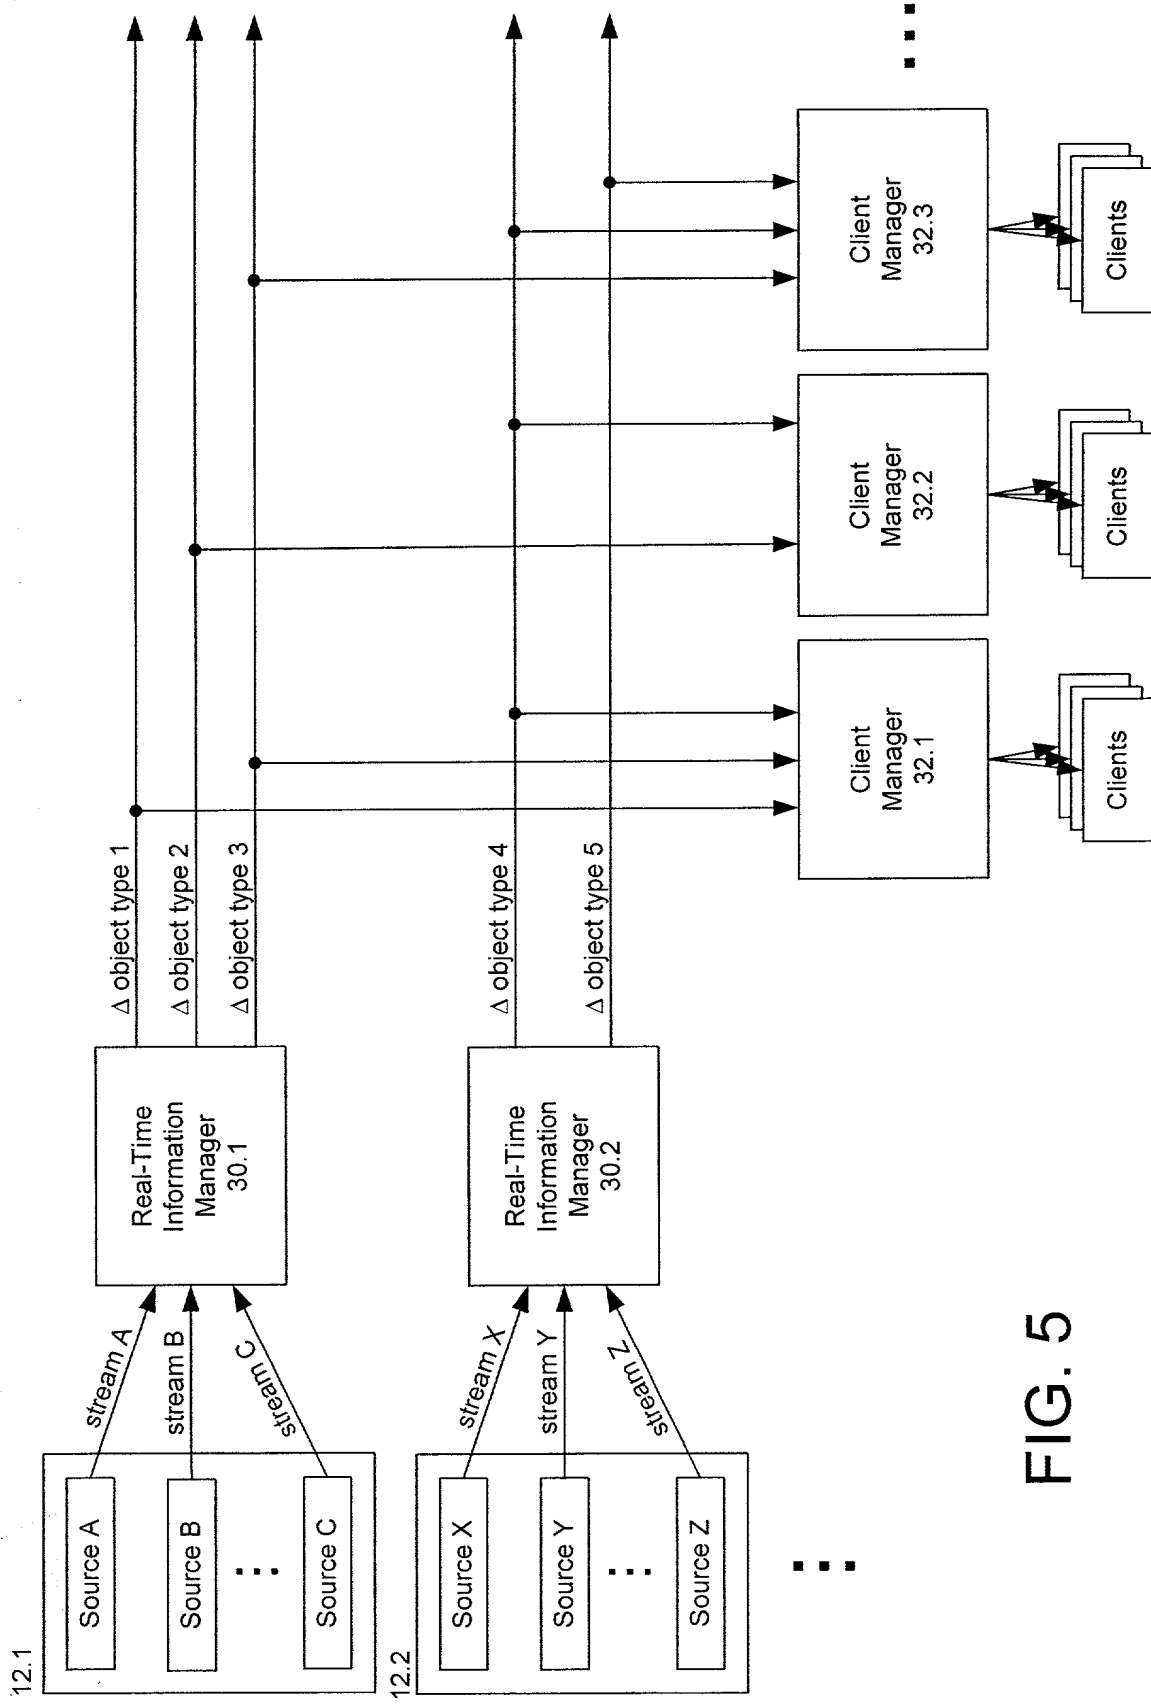 12.1
Source A
Source B
Source C
stream A
stream B
stream C
Real-Time
Information
Manager
30.1
Δ object type 1
Δ object type 2
Δ object type 3
12.2
Source X
Source Y
Source Z
stream X
stream Y
stream Z
Real-Time
Information
Manager
30.2
Δ object type 4
Δ object type 5
Client
Manager
32.1
Client
Manager
32.2
Client
Manager
32.3
Clients
Clients
Clients
FIG. 5